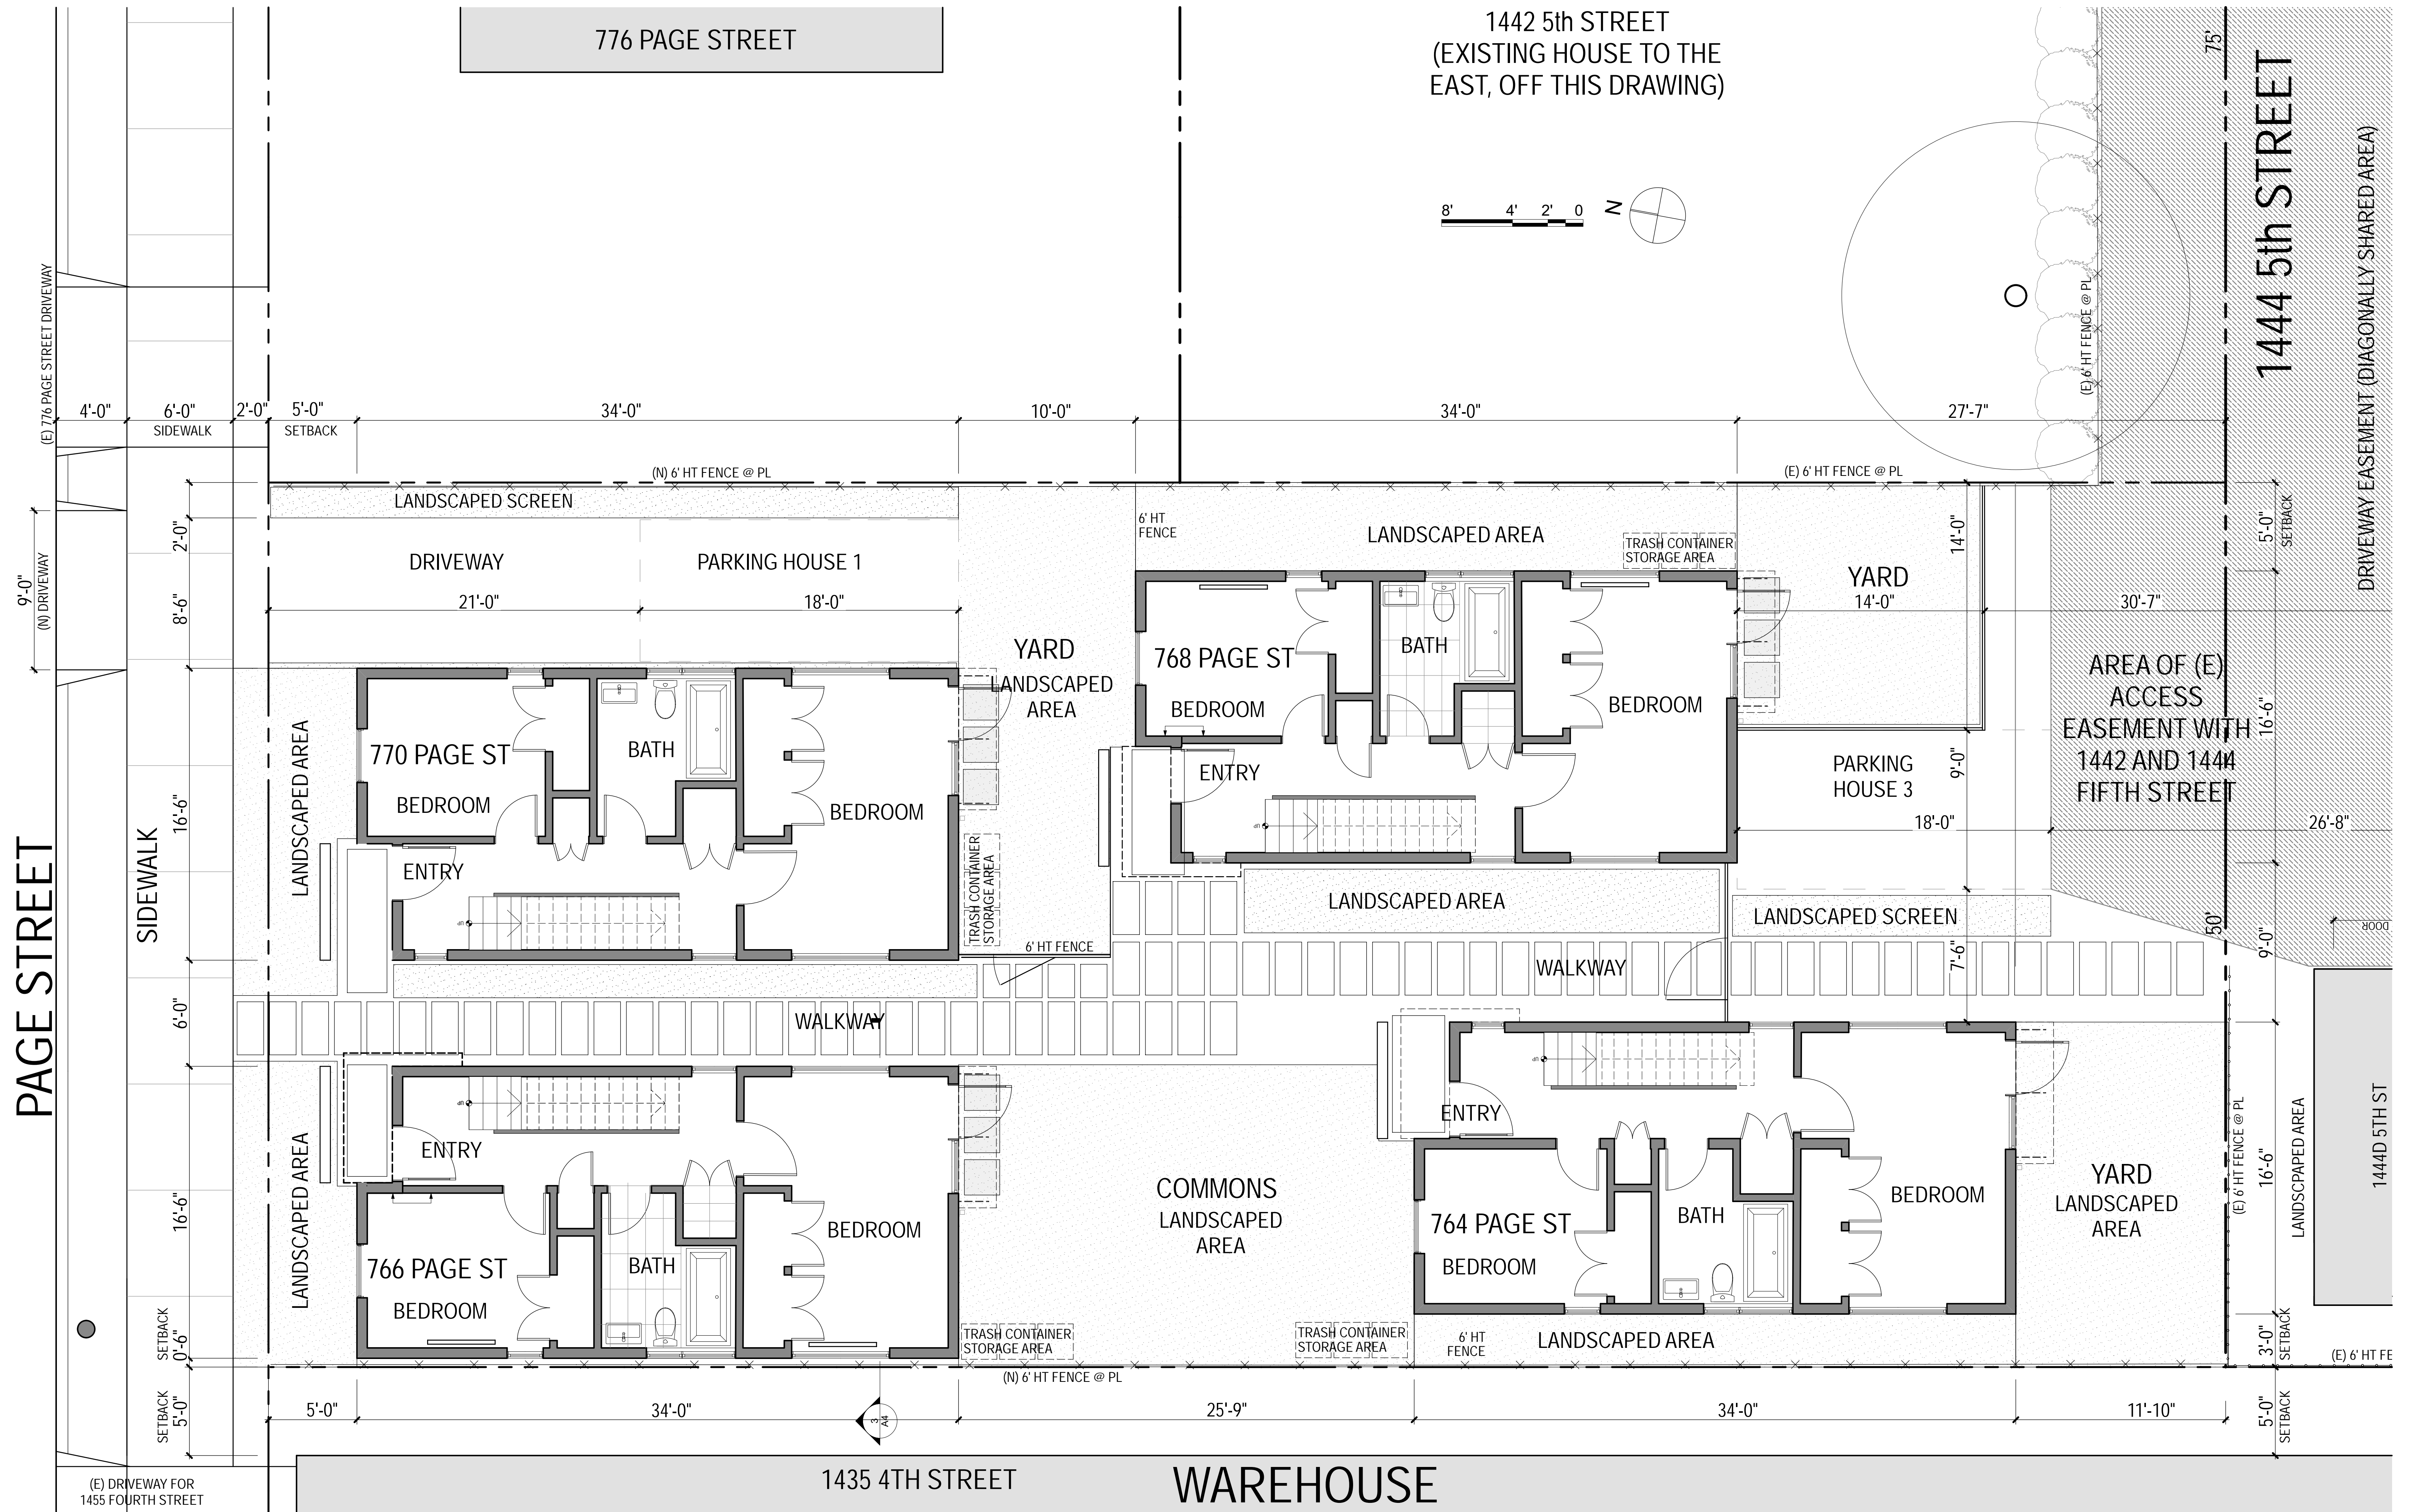 776 PAGE STREET
1442 5th STREET
(EXISTING HOUSE TO THE
EAST, OFF THIS DRAWING)
75'
1444 5th STREET
DRIVEWAY EASEMENT (DIAGONALLY SHARED AREA)
8' 4' 2' 0
N
(E) 6' HT FENCE @ PL
(E) 776 PAGE STREET DRIVEWAY
4'-0" 6'-0" 2'-0" 5'-0" 34'-0" 10'-0" 34'-0" 27'-7"
SIDEWALK SETBACK
(N) 6' HT FENCE @ PL
(E) 6' HT FENCE @ PL
LANDSCAPED SCREEN
2'-0"
DRIVEWAY
PARKING HOUSE 1
21'-0" 18'-0"
8'-6"
9'-0"
(N) DRIVEWAY
6' HT
FENCE
LANDSCAPED AREA
TRASH CONTAINER
STORAGE AREA
14'-0"
5'-0"
SETBACK
YARD
14'-0"
30'-7"
YARD
LANDSCAPED
AREA
768 PAGE ST
BATH
BEDROOM
BEDROOM
ENTRY
AREA OF (E)
ACCESS
EASEMENT WITH
1442 AND 1444
FIFTH STREET
16'-6"
PARKING
HOUSE 3
9'-0"
18'-0"
26'-8"
770 PAGE ST
BATH
BEDROOM
BEDROOM
ENTRY
LANDSCAPED AREA
16'-6"
TRASH CONTAINER
STORAGE AREA
6' HT FENCE
LANDSCAPED AREA
LANDSCAPED SCREEN
50'
DOOR
9'-0"
7'-6"
WALKWAY
PAGE STREET
SIDEWALK
6'-0"
WALKWAY
ENTRY
766 PAGE ST
BATH
BEDROOM
BEDROOM
LANDSCAPED AREA
16'-6"
COMMONS
LANDSCAPED
AREA
ENTRY
764 PAGE ST
BATH
BEDROOM
BEDROOM
YARD
LANDSCAPED
AREA
(E) 6' HT FENCE @ PL
16'-6"
LANDSCPAPED AREA
1444D 5TH ST
SETBACK
0'-6"
TRASH CONTAINER
STORAGE AREA
TRASH CONTAINER
STORAGE AREA
6' HT
FENCE
LANDSCAPED AREA
3'-0"
SETBACK
(E) 6' HT FE
(N) 6' HT FENCE @ PL
SETBACK
5'-0"
5'-0" 34'-0" 25'-9" 34'-0" 11'-10"
3
A4
5'-0"
SETBACK
(E) DRIVEWAY FOR
1455 FOURTH STREET
1435 4TH STREET
WAREHOUSE